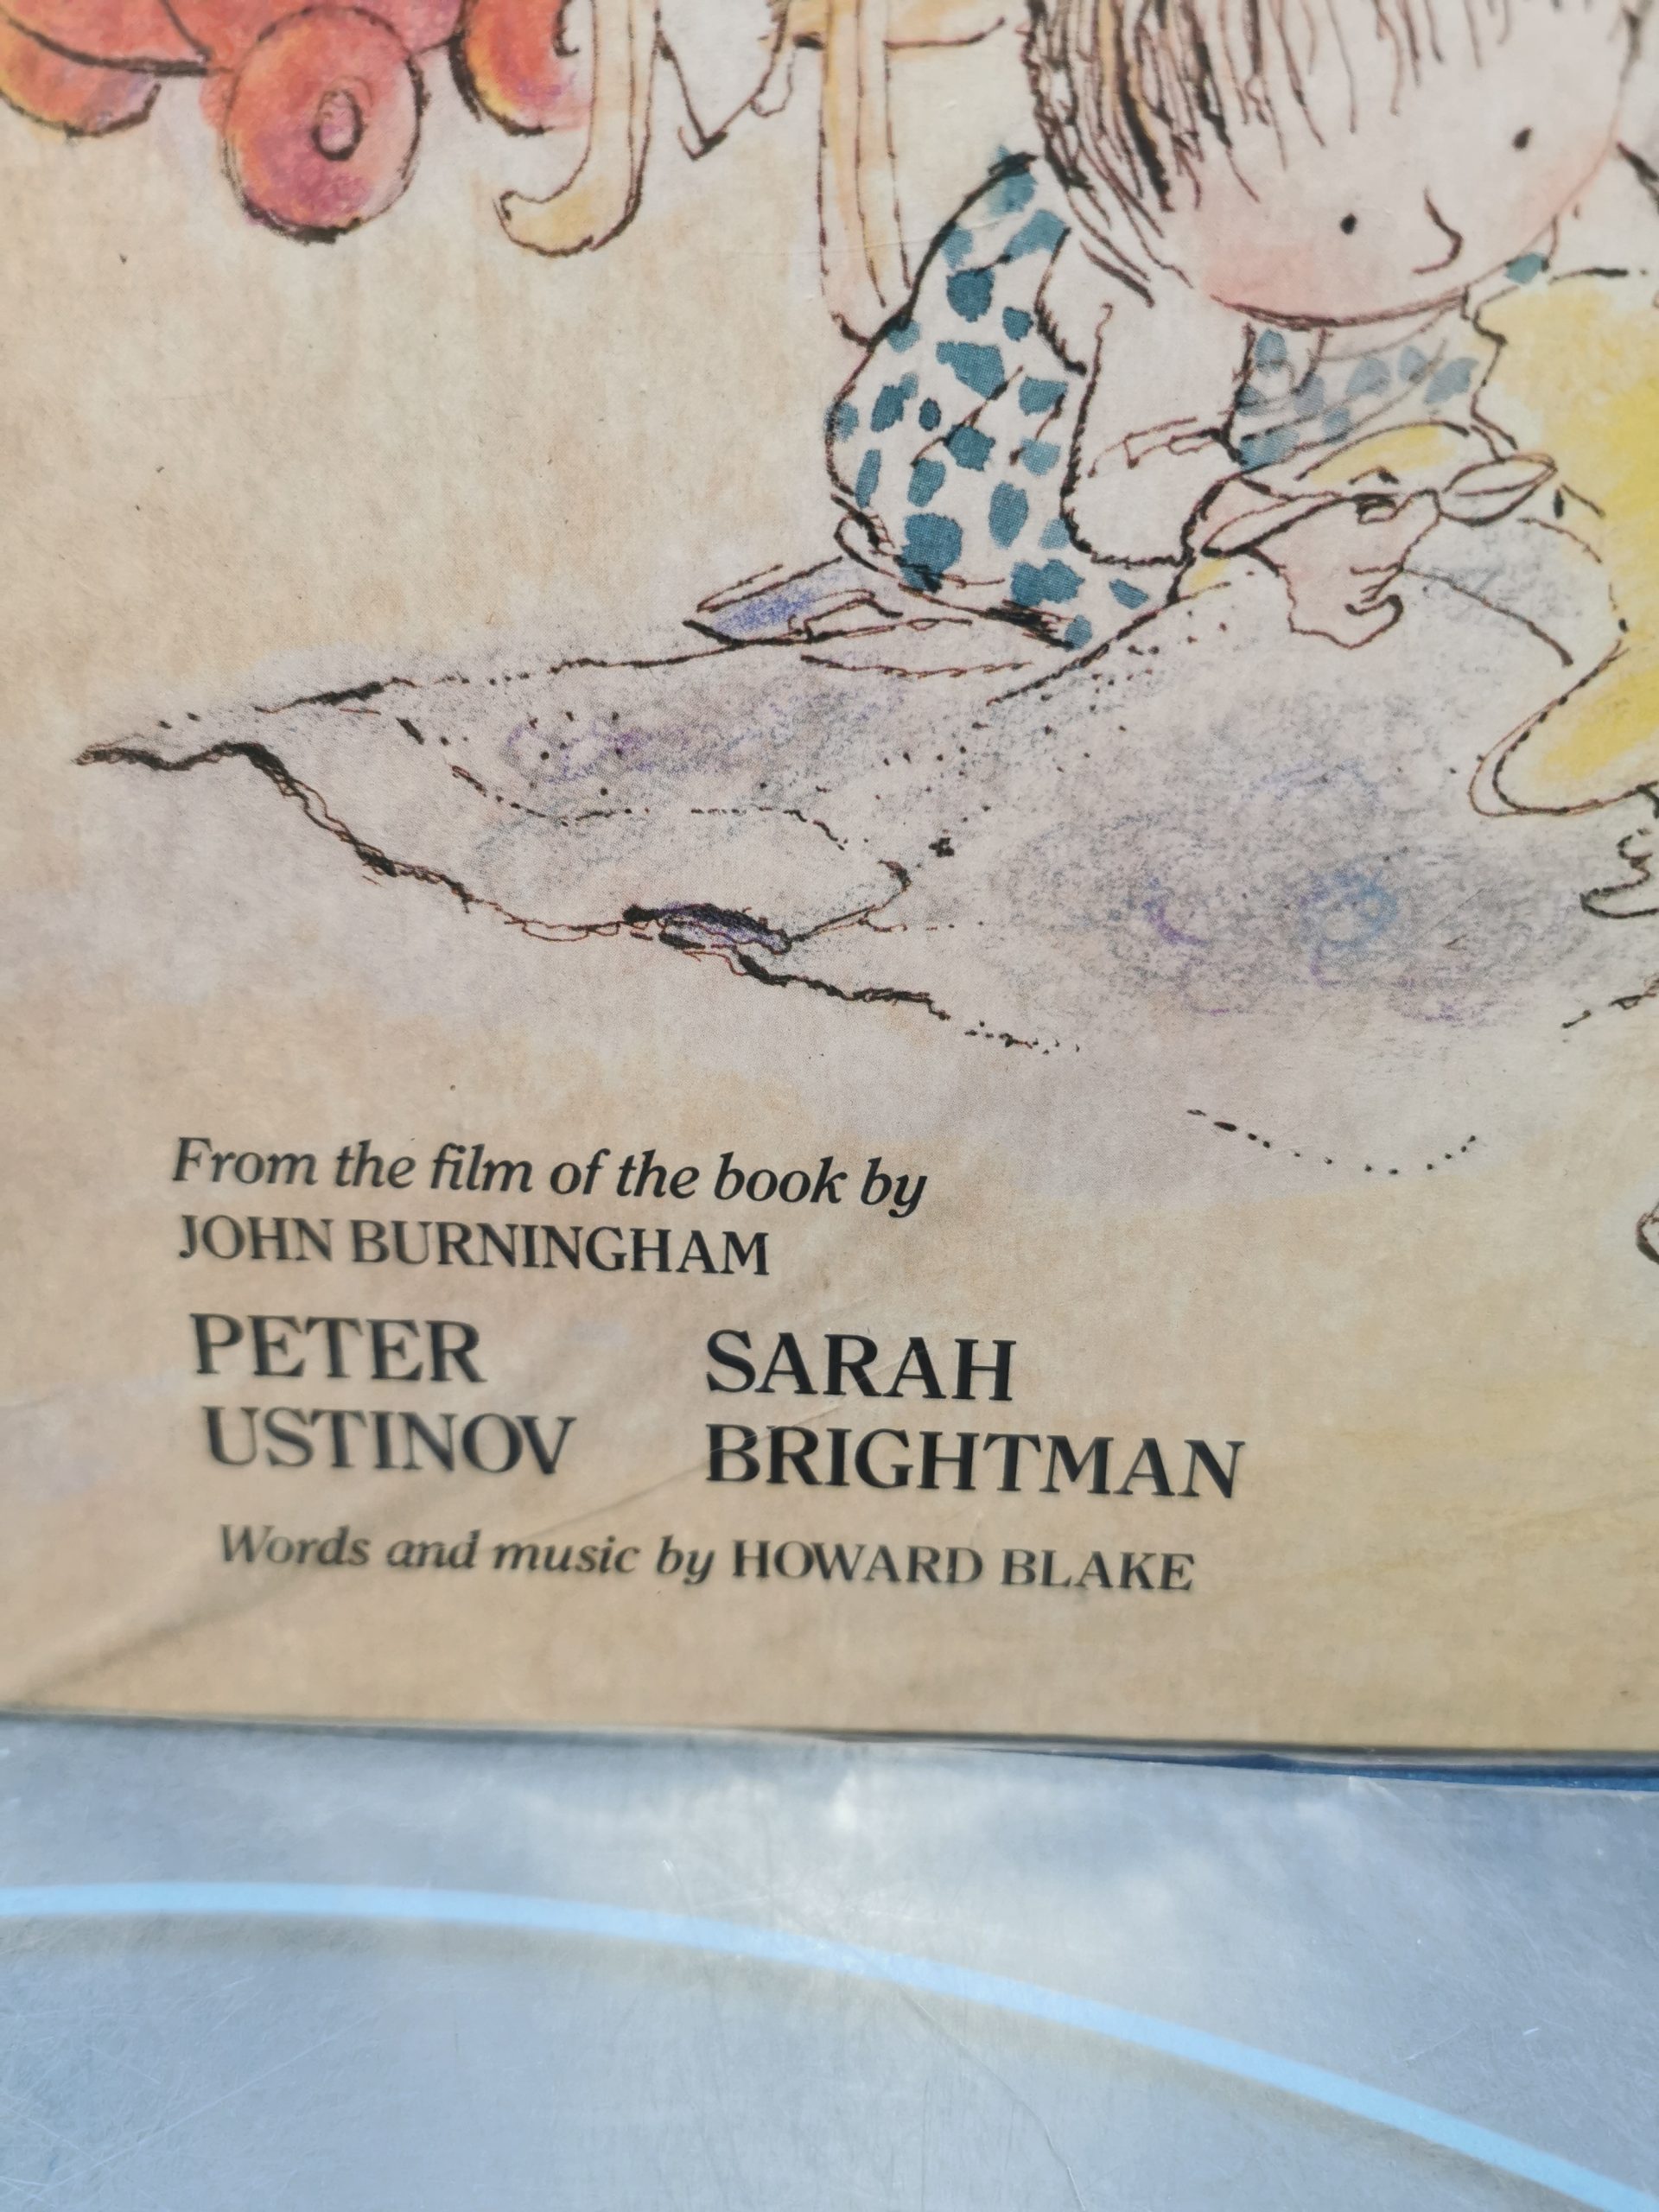 From the film of the book by
JOHN BURNINGHAM
PETER USTINOV
SARAH BRIGHTMAN
Words and music by HOWARD BLAKE